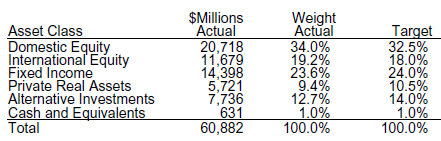 $Millions Weight
Asset Class Actual Actual Target
Domestic Equity 20,718 34.0% 32.5%
International Equity 11,679 19.2% 18.0%
Fixed Income 14,398 23.6% 24.0%
Private Real Assets 5,721 9.4% 10.5%
Alternative Investments 7,736 12.7% 14.0%
Cash and Equivalents 631 1.0% 1.0%
Total 60,882 100.0% 100.0%